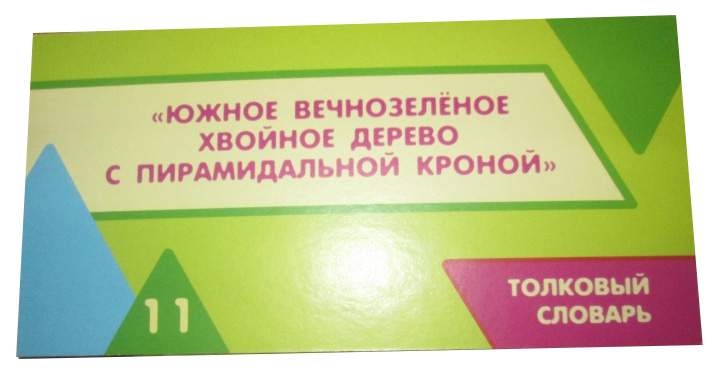 «ЮЖНОЕ ВЕЧНОЗЕЛЁНОЕ
ХВОЙНОЕ ДЕРЕВО
С ПИРАМИДАЛЬНОЙ КРОНОЙ»
11
ТОЛКОВЫЙ
СЛОВАРЬ